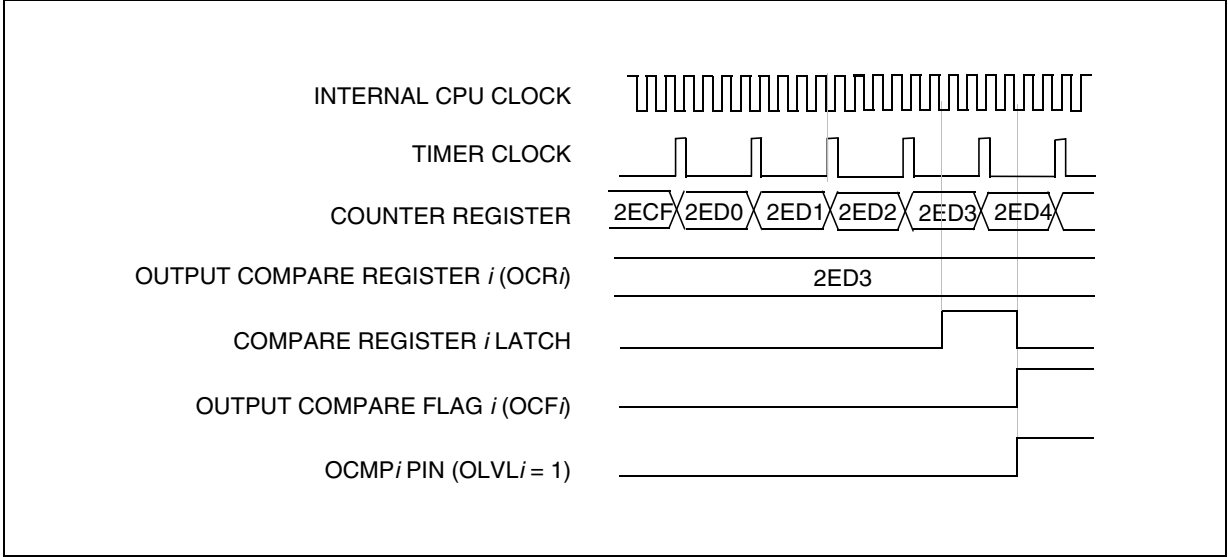 INTERNAL CPU CLOCK
TIMER CLOCK
COUNTER REGISTER 2ECF 2ED0 2ED1 2ED2 2ED3 2ED4
OUTPUT COMPARE REGISTER i (OCRi) 2ED3
COMPARE REGISTER i LATCH
OUTPUT COMPARE FLAG i (OCFi)
OCMPi PIN (OLVLi = 1)